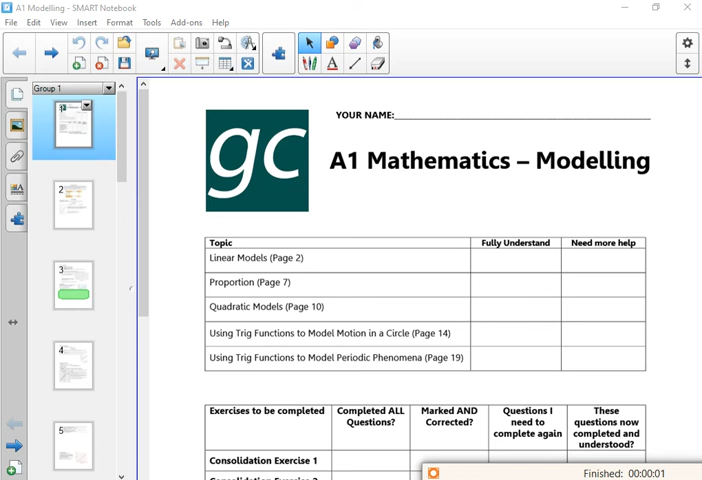 A1 Modelling - SMART Notebook
File Edit View Insert Format Tools Add-ons Help
Group 1
2
3
4
5
YOUR NAME:
gc
A1 Mathematics – Modelling
Topic Fully Understand Need more help
Linear Models (Page 2)
Proportion (Page 7)
Quadratic Models (Page 10)
Using Trig Functions to Model Motion in a Circle (Page 14)
Using Trig Functions to Model Periodic Phenomena (Page 19)
Exercises to be completed Completed ALL Questions? Marked AND Corrected? Questions I need to complete again These questions now completed and understood?
Consolidation Exercise 1
Finished: 00:00:01